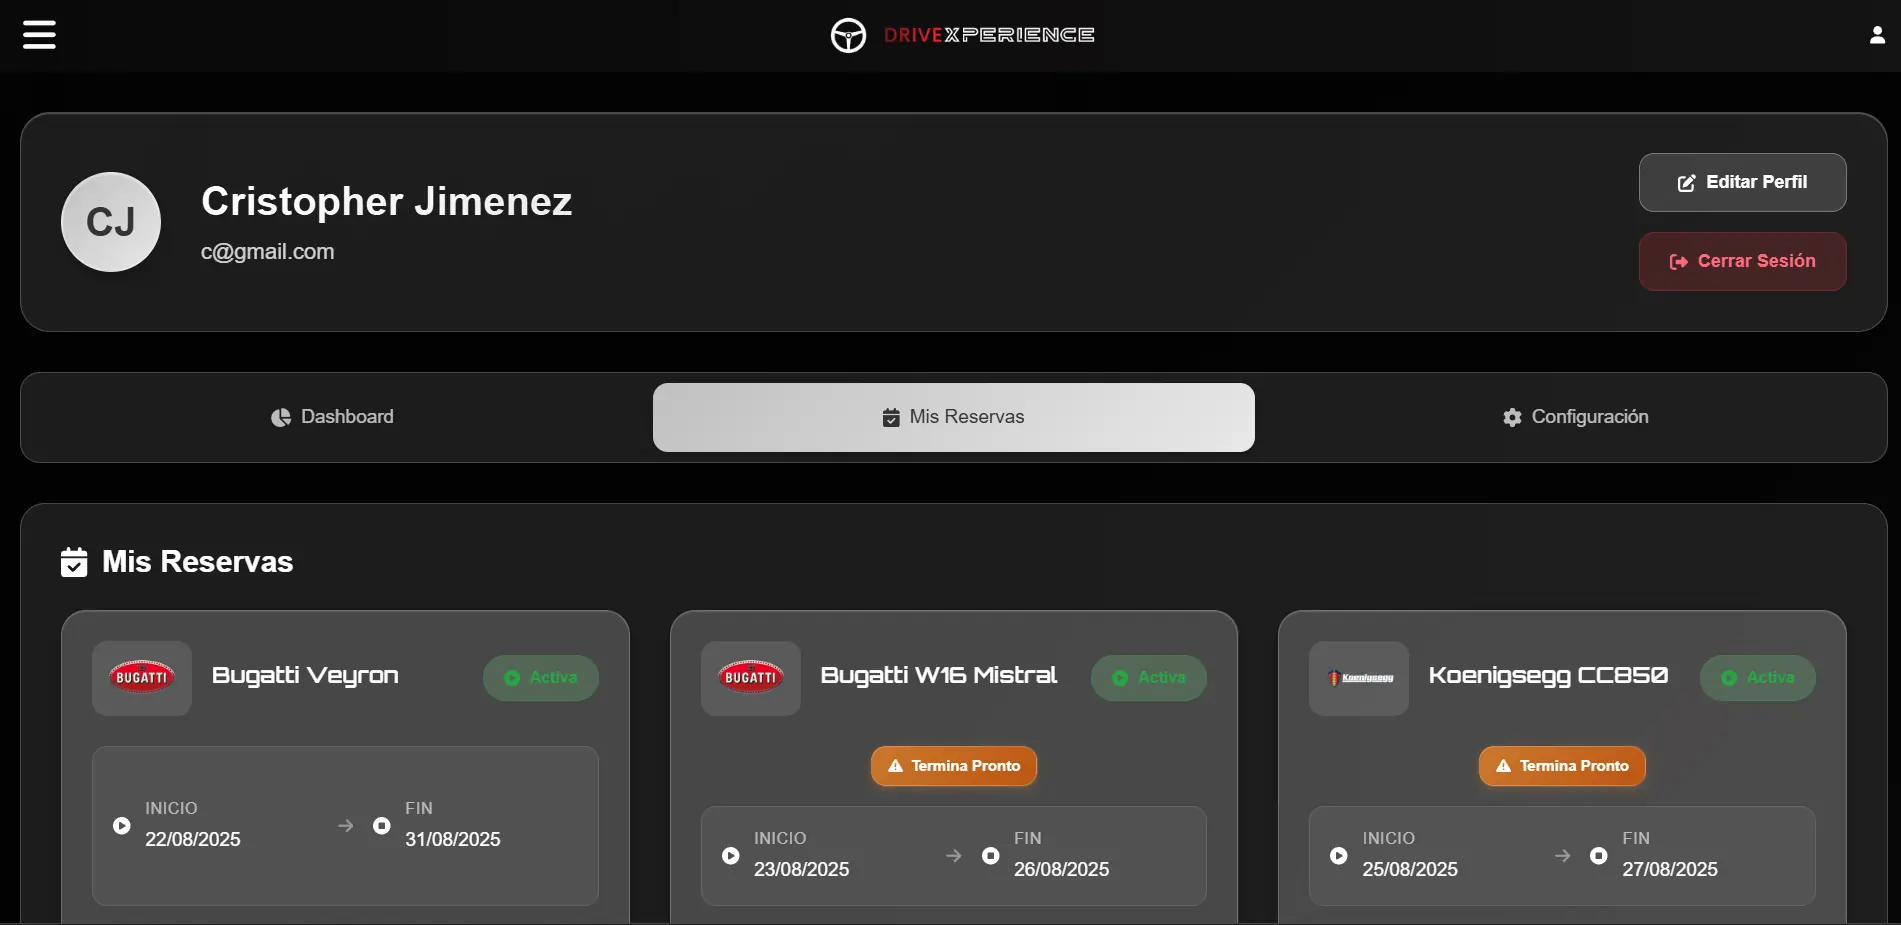 DRIVEXPERIENCE
CJ
Cristopher Jimenez
c@gmail.com
Editar Perfil
Cerrar Sesión
Dashboard
Mis Reservas
Configuración
Mis Reservas
BUGATTI
Bugatti Veyron
Activa
INICIO
22/08/2025
FIN
31/08/2025
BUGATTI
Bugatti W16 Mistral
Activa
Termina Pronto
INICIO
23/08/2025
FIN
26/08/2025
Koenigsegg
Koenigsegg CC850
Activa
Termina Pronto
INICIO
25/08/2025
FIN
27/08/2025